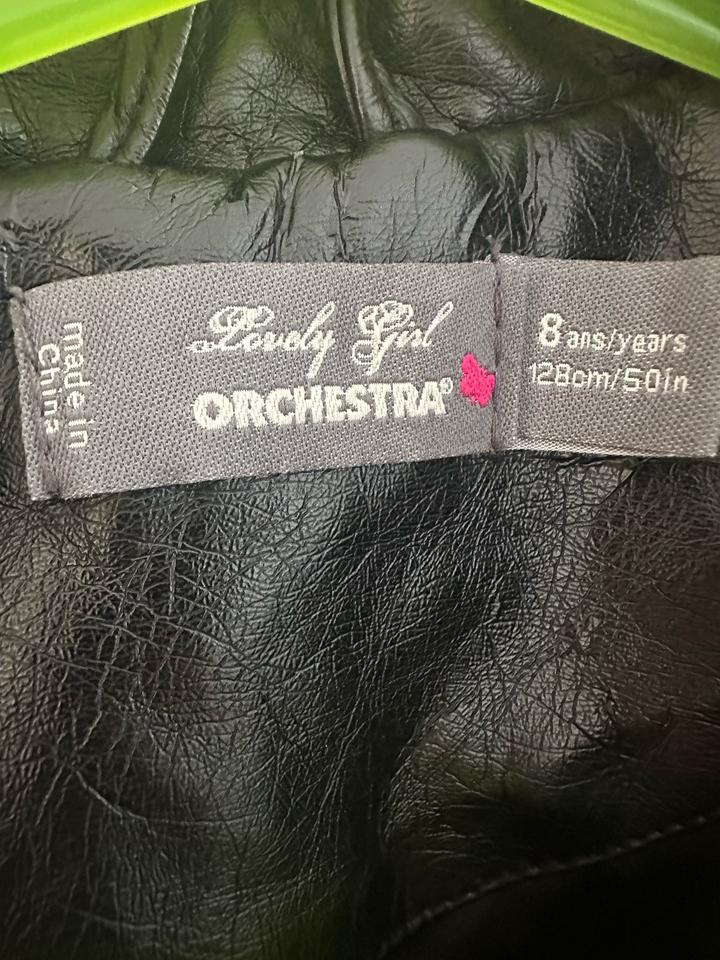 Lovely Girl
ORCHESTRA®
made in
China
8 ans/years
128cm/50in